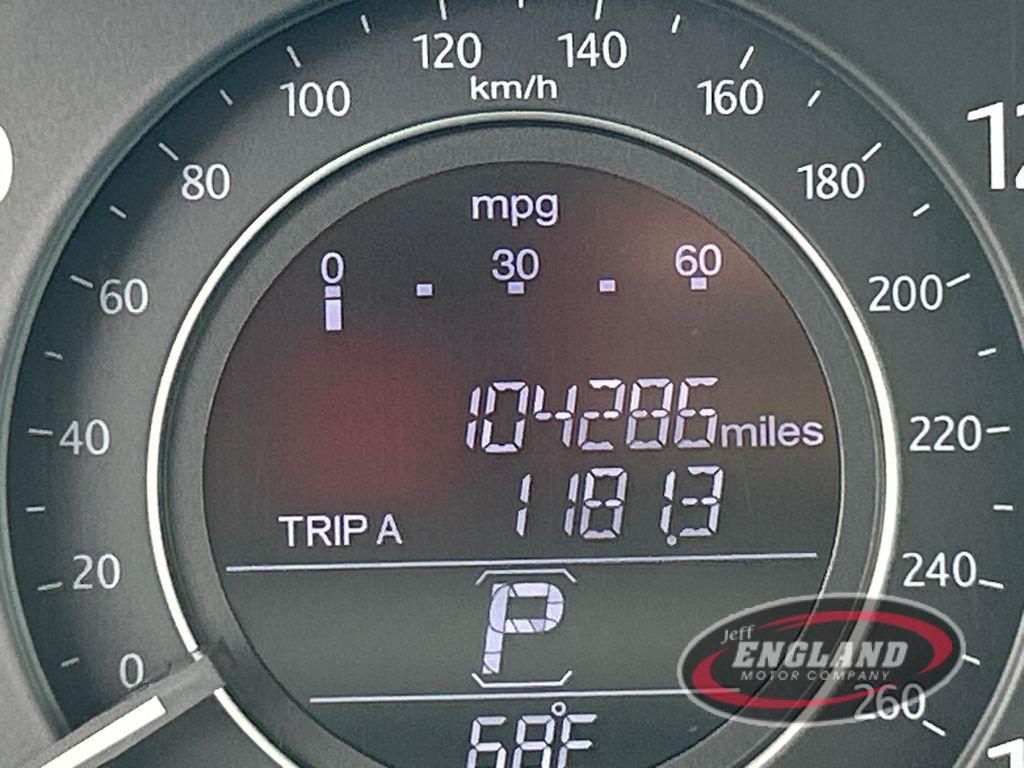 120 140
km/h
100 160
80 180
mpg
0 30 60
60 200
104286 miles
40 220
TRIP A 1181.3
20 240
P
0 260
68°F
Jeff
ENGLAND
MOTOR COMPANY